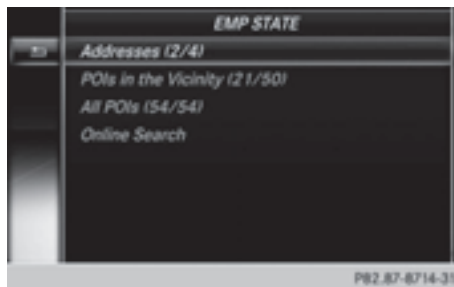 EMP STATE
Addresses (2/4)
POIs in the Vicinity (21/50)
All POIs (54/54)
Online Search
P82.87-8714-31